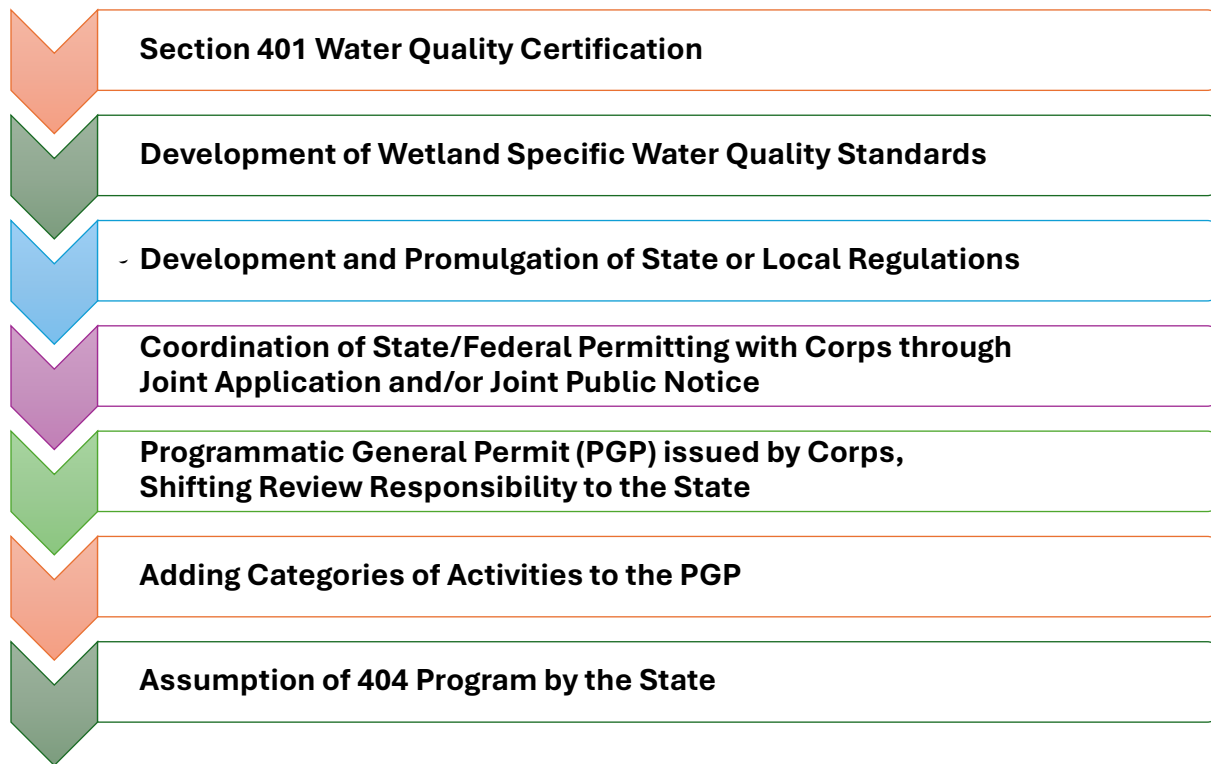 Section 401 Water Quality Certification
Development of Wetland Specific Water Quality Standards
Development and Promulgation of State or Local Regulations
Coordination of State/Federal Permitting with Corps through
Joint Application and/or Joint Public Notice
Programmatic General Permit (PGP) issued by Corps,
Shifting Review Responsibility to the State
Adding Categories of Activities to the PGP
Assumption of 404 Program by the State